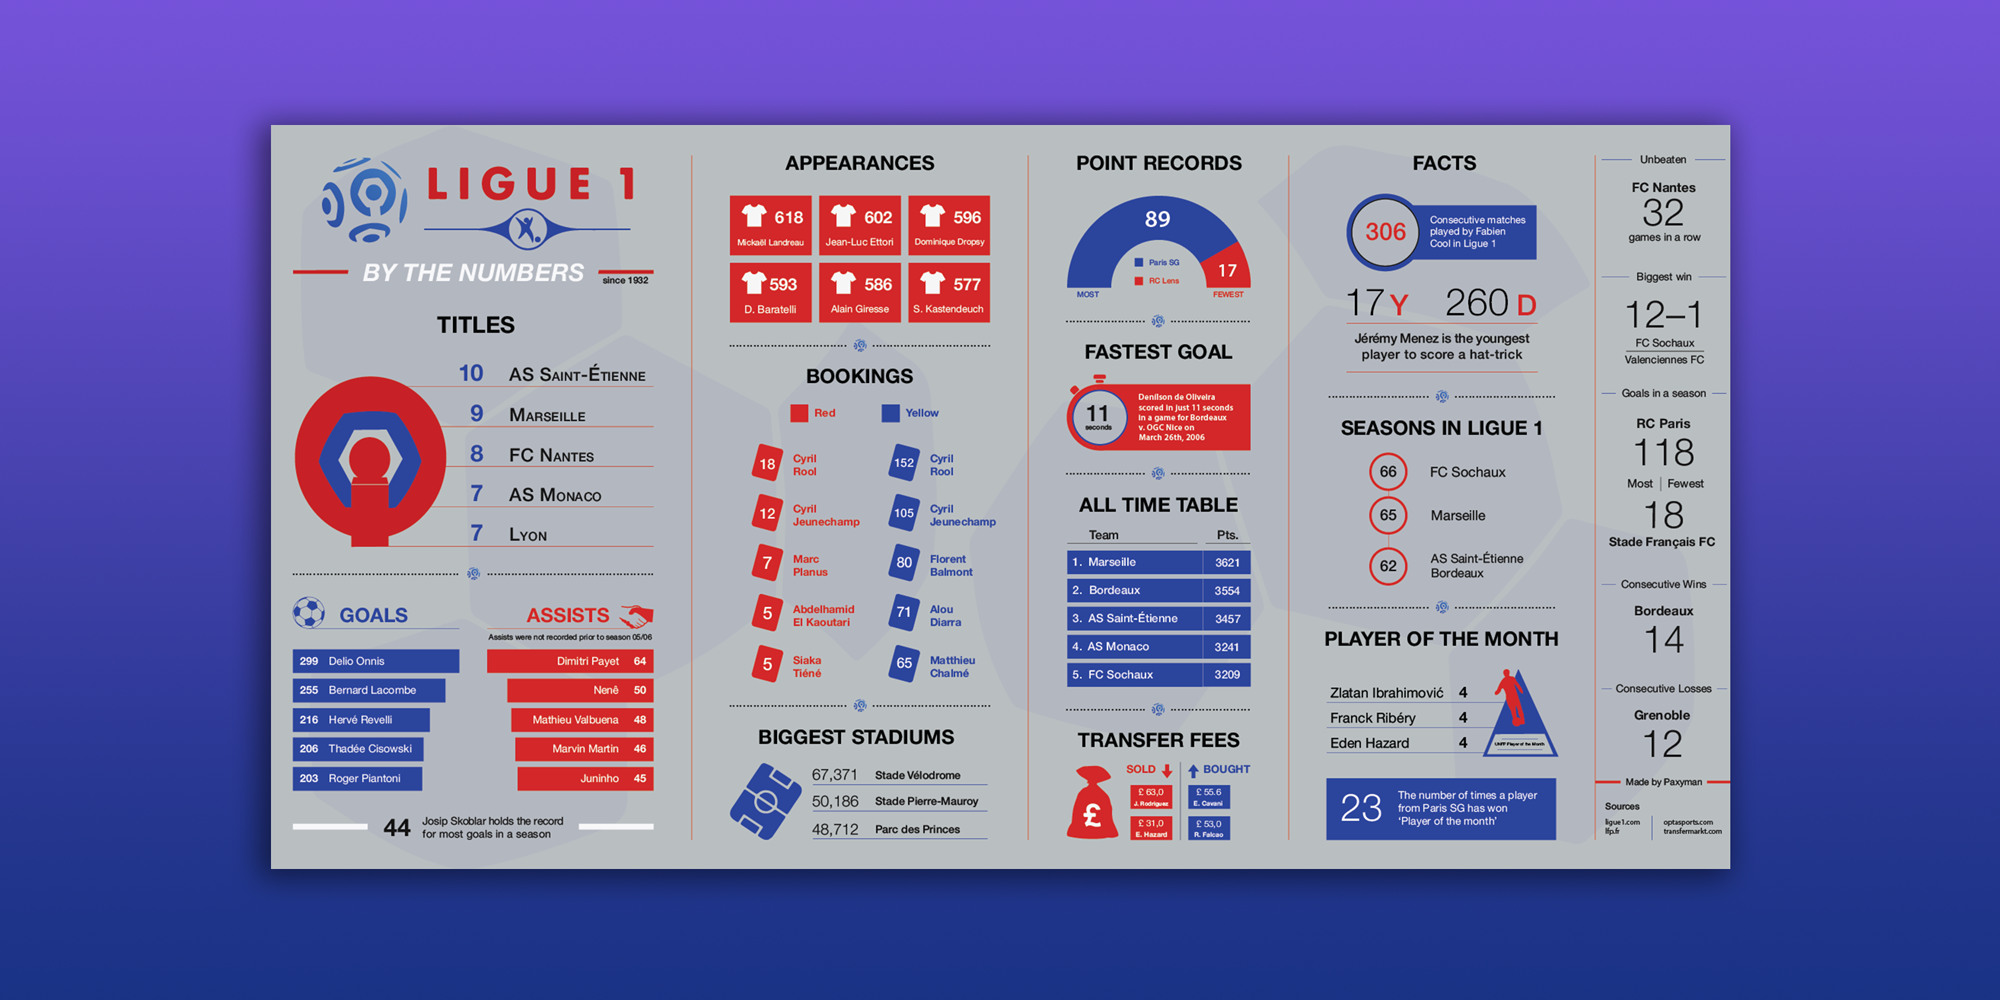 LIGUE 1
BY THE NUMBERS
since 1932
TITLES
10 AS SAINT-ÉTIENNE
9 MARSEILLE
8 FC NANTES
7 AS MONACO
7 LYON
GOALS
299 Delio Onnis
255 Bernard Lacombe
216 Hervé Revelli
206 Thadée Cisowski
203 Roger Piantoni
ASSISTS
Assists were not recorded prior to season 05/06
Dimitri Payet 64
Nenê 50
Mathieu Valbuena 48
Marvin Martin 46
Juninho 45
44
Josip Skoblar holds the record
for most goals in a season
APPEARANCES
618
Mickaël Landreau
602
Jean-Luc Ettori
596
Dominique Dropsy
593
D. Baratelli
586
Alain Giresse
577
S. Kastendeuch
BOOKINGS
Red
Yellow
18
Cyril
Rool
152
Cyril
Rool
12
Cyril
Jeunechamp
105
Cyril
Jeunechamp
7
Marc
Planus
80
Florent
Balmont
5
Abdelhamid
El Kaoutari
71
Alou
Diarra
5
Siaka
Tiéné
65
Matthieu
Chalmé
BIGGEST STADIUMS
67,371 Stade Vélodrome
50,186 Stade Pierre-Mauroy
48,712 Parc des Princes
POINT RECORDS
89
Paris SG
RC Lens
17
MOST
FEWEST
FASTEST GOAL
11
seconds
Denilson de Oliveira
scored in just 11 seconds
in a game for Bordeaux
v. OGC Nice on
March 26th, 2006
ALL TIME TABLE
Team Pts.
1. Marseille 3621
2. Bordeaux 3554
3. AS Saint-Étienne 3457
4. AS Monaco 3241
5. FC Sochaux 3209
TRANSFER FEES
SOLD
BOUGHT
£
£ 63,0
J. Rodriguez
£ 55.6
E. Cavani
£ 31,0
E. Hazard
£ 53,0
R. Falcao
FACTS
306
Consecutive matches
played by Fabien
Cool in Ligue 1
17 Y 260 D
Jérémy Menez is the youngest
player to score a hat-trick
SEASONS IN LIGUE 1
66 FC Sochaux
65 Marseille
62
AS Saint-Étienne
Bordeaux
PLAYER OF THE MONTH
Zlatan Ibrahimović 4
Franck Ribéry 4
Eden Hazard 4
UNFP Player of the Month
23
The number of times a player
from Paris SG has won
'Player of the month'
Unbeaten
FC Nantes
32
games in a row
Biggest win
12–1
FC Sochaux
Valenciennes FC
Goals in a season
RC Paris
118
Most | Fewest
18
Stade Français FC
Consecutive Wins
Bordeaux
14
Consecutive Losses
Grenoble
12
Made by Paxyman
Sources
ligue1.com
lfp.fr
optasports.com
transfermarkt.com